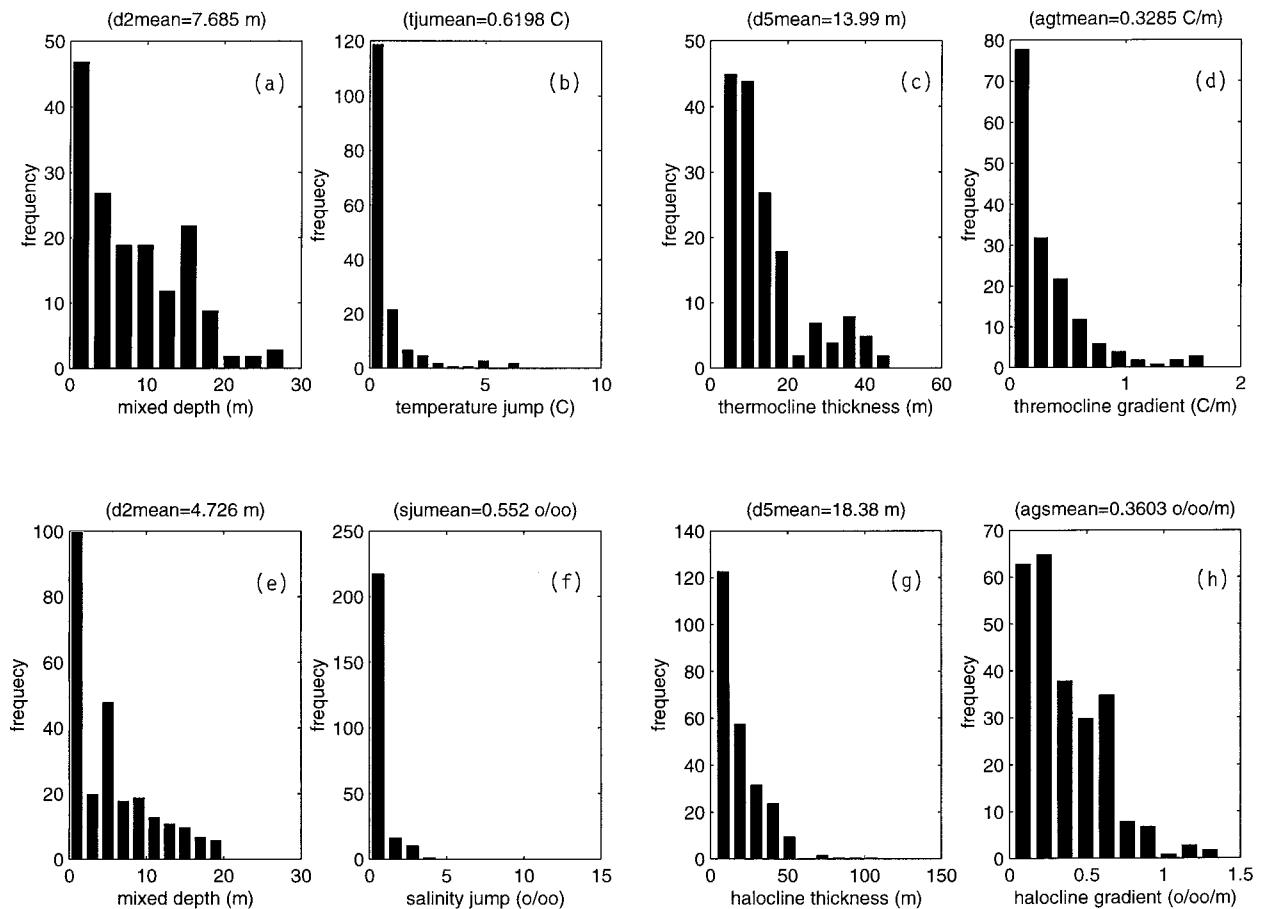 (d2mean=7.685 m)
(a)
50
40
30
20
10
0
frequency
0 10 20 30
mixed depth (m)
(tjumean=0.6198 C)
(b)
120
100
80
60
40
20
0
frequecy
0 5 10
temperature jump (C)
(d5mean=13.99 m)
(c)
50
40
30
20
10
0
frequecy
0 20 40 60
thermocline thickness (m)
(agtmean=0.3285 C/m)
(d)
80
70
60
50
40
30
20
10
0
frequecy
0 1 2
thremocline gradient (C/m)
(d2mean=4.726 m)
(e)
100
80
60
40
20
0
frequecy
0 10 20 30
mixed depth (m)
(sjumean=0.552 o/oo)
(f)
250
200
150
100
50
0
frequecy
0 5 10 15
salinity jump (o/oo)
(d5mean=18.38 m)
(g)
140
120
100
80
60
40
20
0
frequecy
0 50 100 150
halocline thickness (m)
(agsmean=0.3603 o/oo/m)
(h)
70
60
50
40
30
20
10
0
frequecy
0 0.5 1 1.5
halocline gradient (o/oo/m)